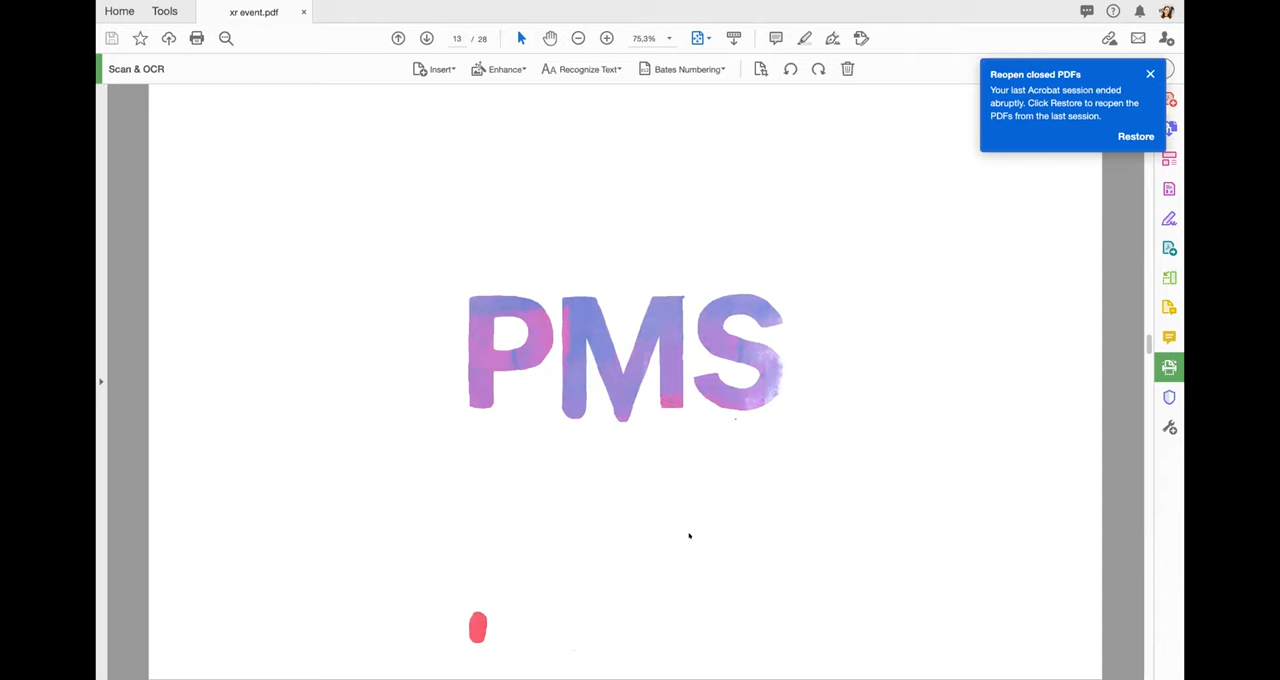 Home Tools xr event.pdf ×
13 / 28 75,3%
Scan & OCR Insert Enhance Recognize Text Bates Numbering
Reopen closed PDFs
Your last Acrobat session ended
abruptly. Click Restore to reopen the
PDFs from the last session.
Restore
PMS